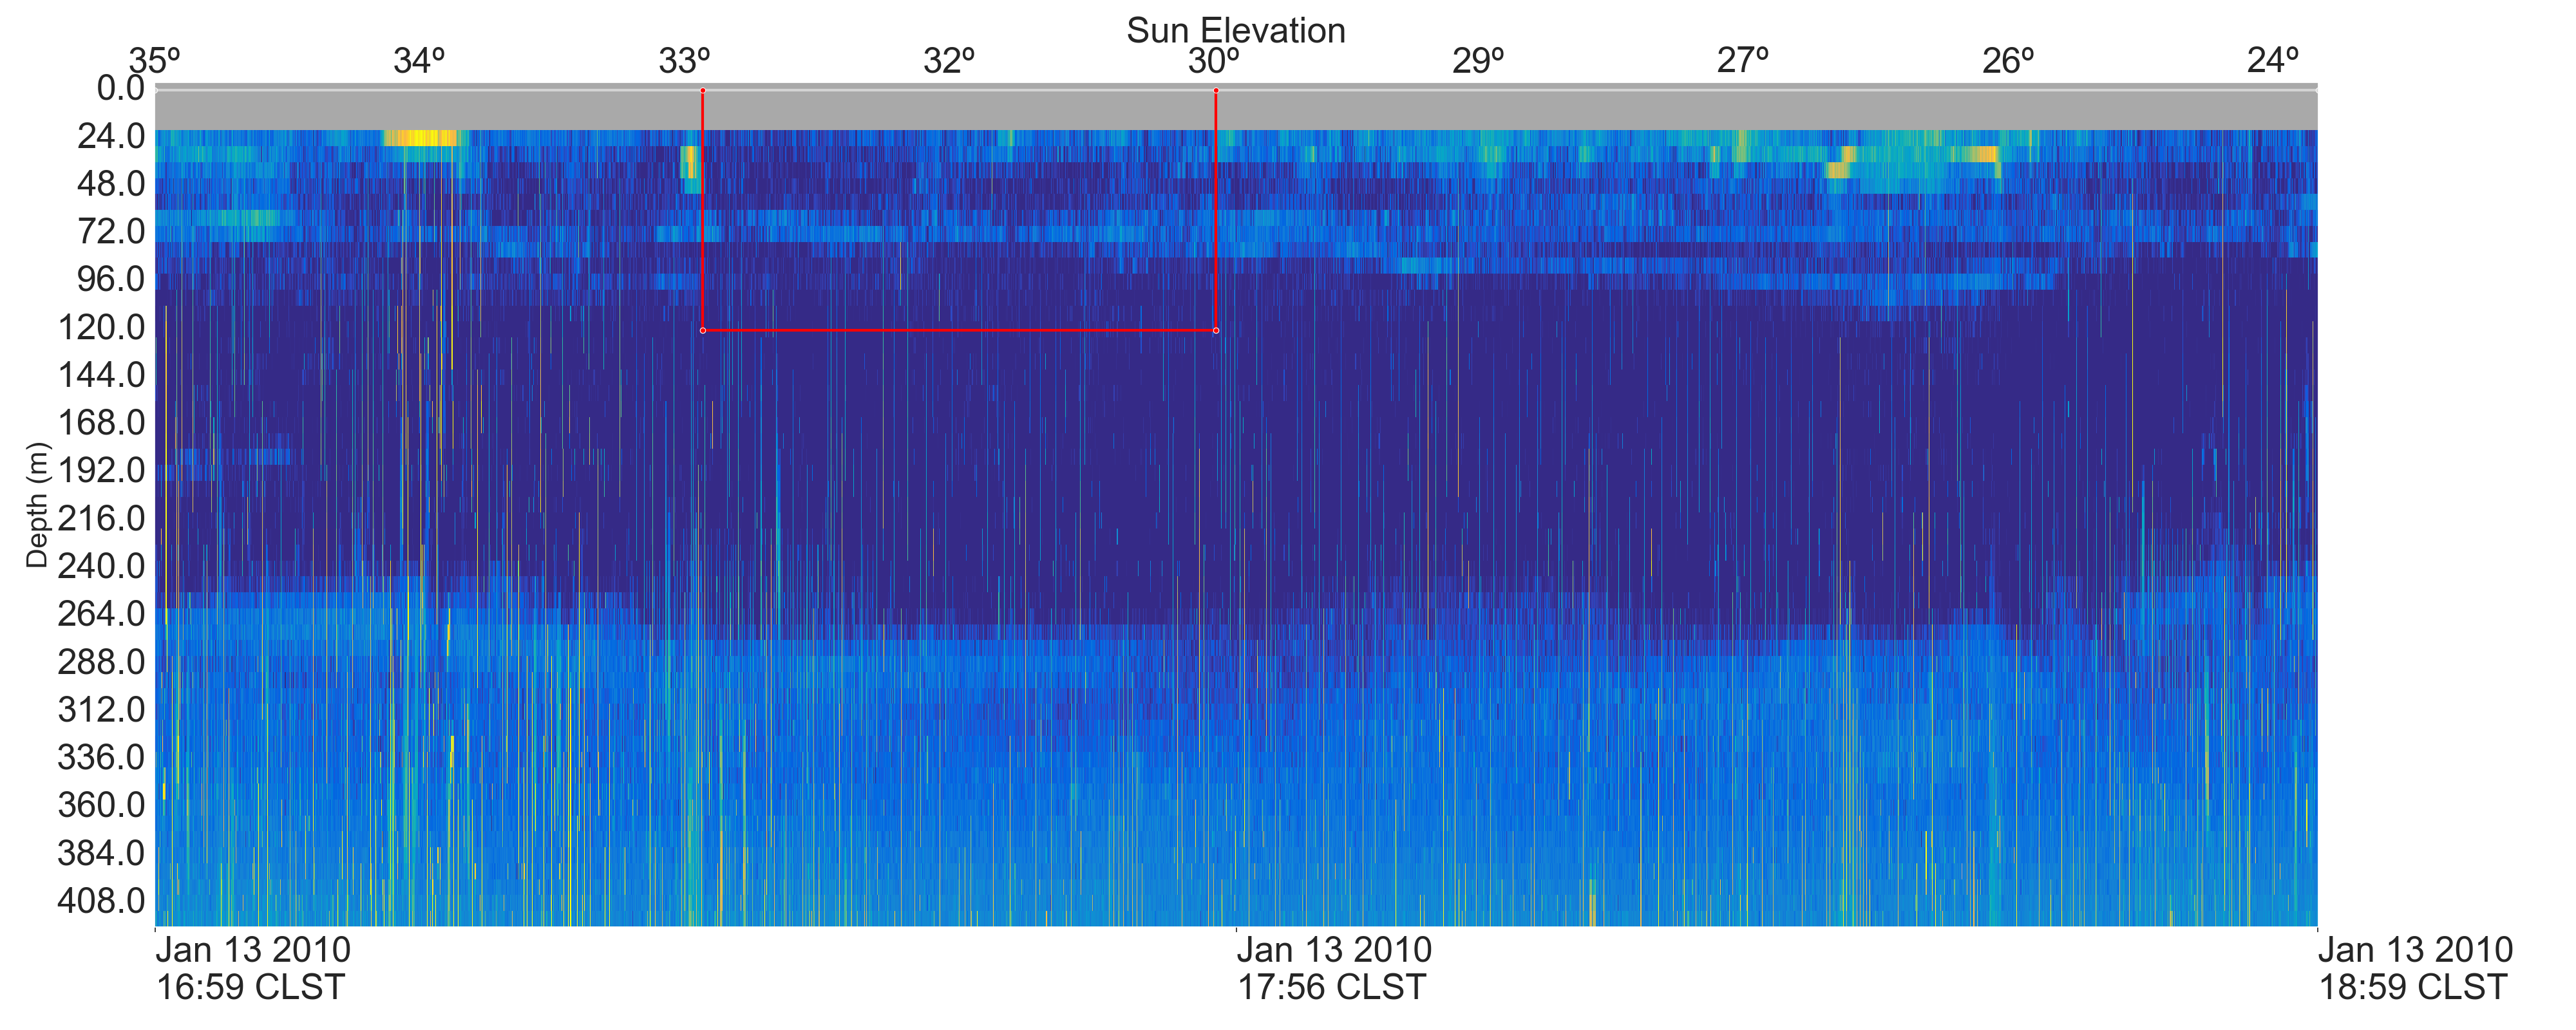 Sun Elevation
35º 34º 33º 32º 30º 29º 27º 26º 24º
0.0
24.0
48.0
72.0
96.0
120.0
144.0
168.0
192.0
216.0
240.0
264.0
288.0
312.0
336.0
360.0
384.0
408.0
Depth (m)
Jan 13 2010
16:59 CLST
Jan 13 2010
17:56 CLST
Jan 13 2010
18:59 CLST